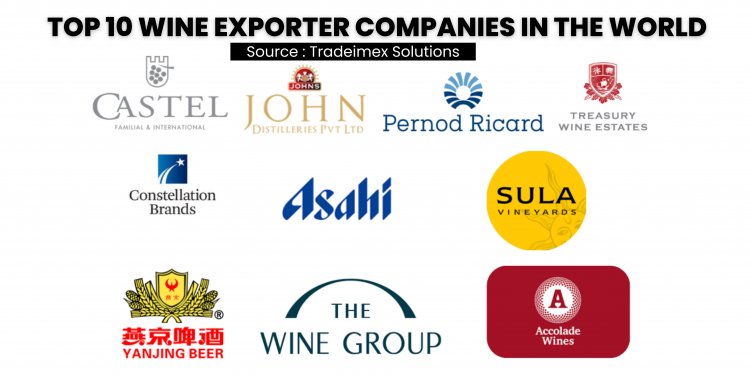 TOP 10 WINE EXPORTER COMPANIES IN THE WORLD
Source : Tradeimex Solutions
CASTEL
FAMILIAL & INTERNATIONAL
JOHNS
JOHN
DISTILLERIES PVT LTD
Pernod Ricard
TREASURY
WINE ESTATES
Constellation
Brands
Asahi
SULA
VINEYARDS
燕京
®
燕京啤酒
YANJING BEER
THE
WINE GROUP
A
Accolade
Wines